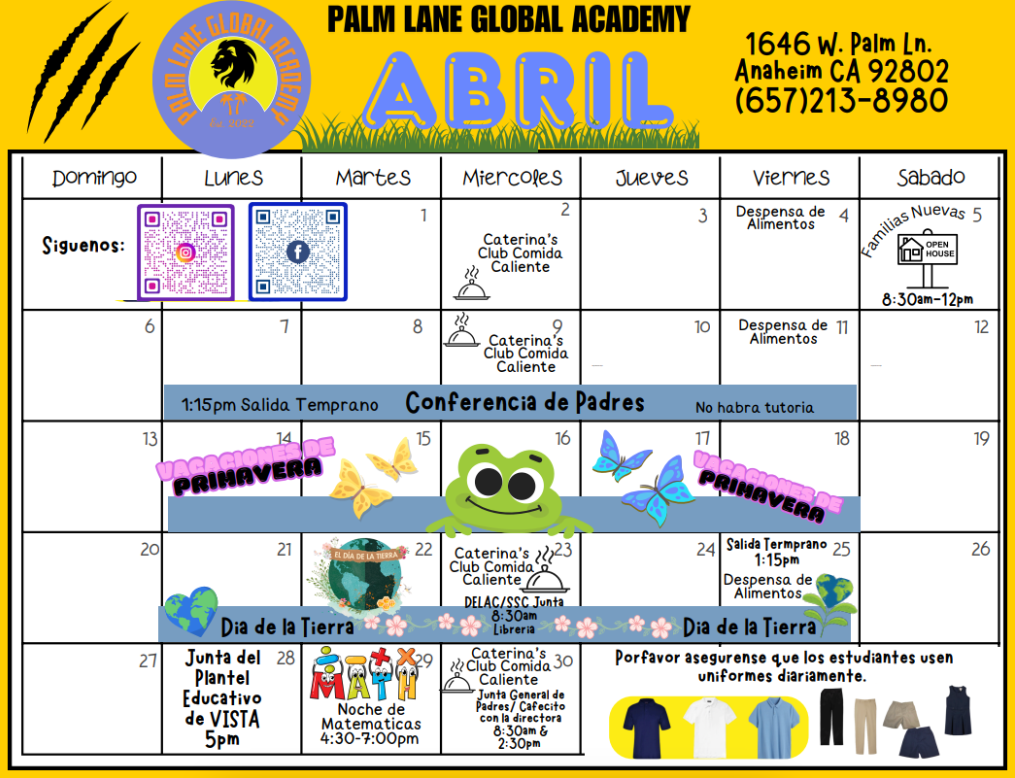 PALM LANE GLOBAL ACADEMY
PALM LANE GLOBAL ACADEMY
Est. 2022
ABRIL
1646 W. Palm Ln.
Anaheim CA 92802
(657)213-8980
Domingo Lunes Martes Miercoles Jueves Viernes Sabado
Siguenos:
1
2
Caterina's
Club Comida
Caliente
3
Despensa de 4
Alimentos
Familias Nuevas 5
OPEN
HOUSE
8:30am-12pm
6
7
8
9
Caterina's
Club Comida
Caliente
10
Despensa de 11
Alimentos
12
1:15pm Salida Temprano Conferencia de Padres No habra tutoria
13
14
VACACIONES DE
PRIMAVERA
15
16
17
18
VACACIONES DE
PRIMAVERA
19
20
21
22
EL DÍA DE LA TIERRA
Caterina's 23
Club Comida
Caliente
DELAC/SSC Junta
8:30am
Libreria
24
Salida Termprano 25
1:15pm
Despensa de
Alimentos
26
Dia de la Tierra Dia de la Tierra
27
Junta del 28
Plantel
Educativo
de VISTA
5pm
MATH 29
Noche de
Matematicas
4:30-7:00pm
Caterina's
Club Comida 30
Caliente
Junta General de
Padres/ Cafecito
con la directora
8:30am &
2:30pm
Porfavor asegurense que los estudiantes usen
uniformes diariamente.